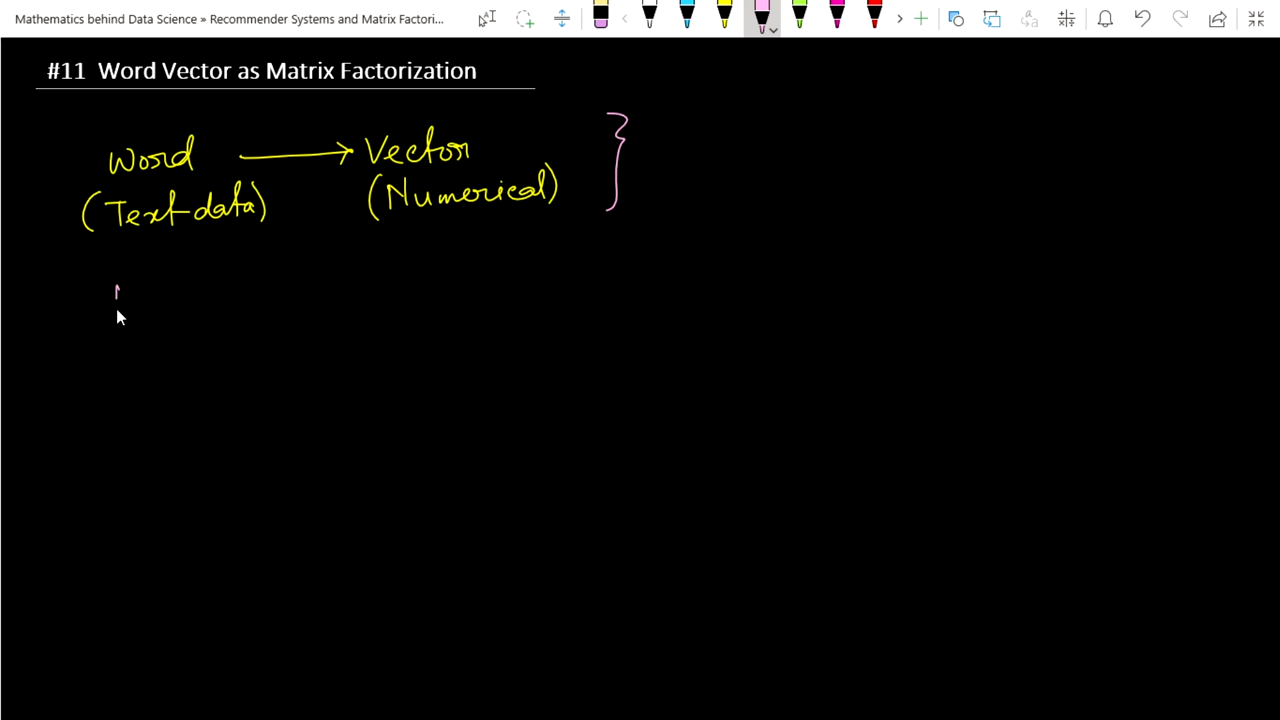 Mathematics behind Data Science » Recommender Systems and Matrix Factori...
#11 Word Vector as Matrix Factorization
Word → Vector
(Text data) (Numerical)